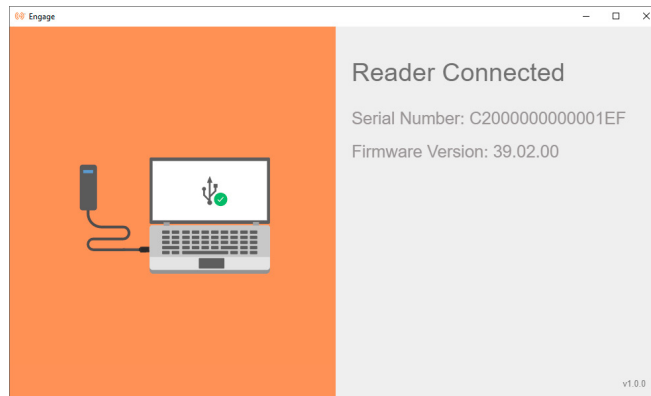 Engage
Reader Connected
Serial Number: C2000000000001EF
Firmware Version: 39.02.00
v1.0.0